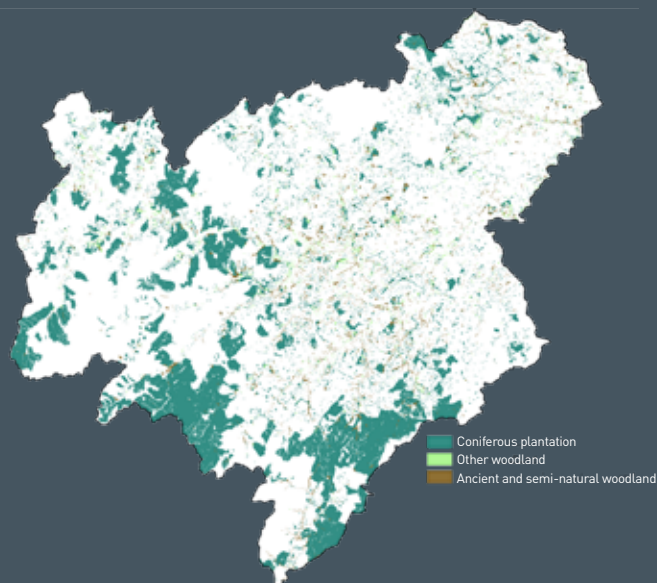 Coniferous plantation
Other woodland
Ancient and semi-natural woodland